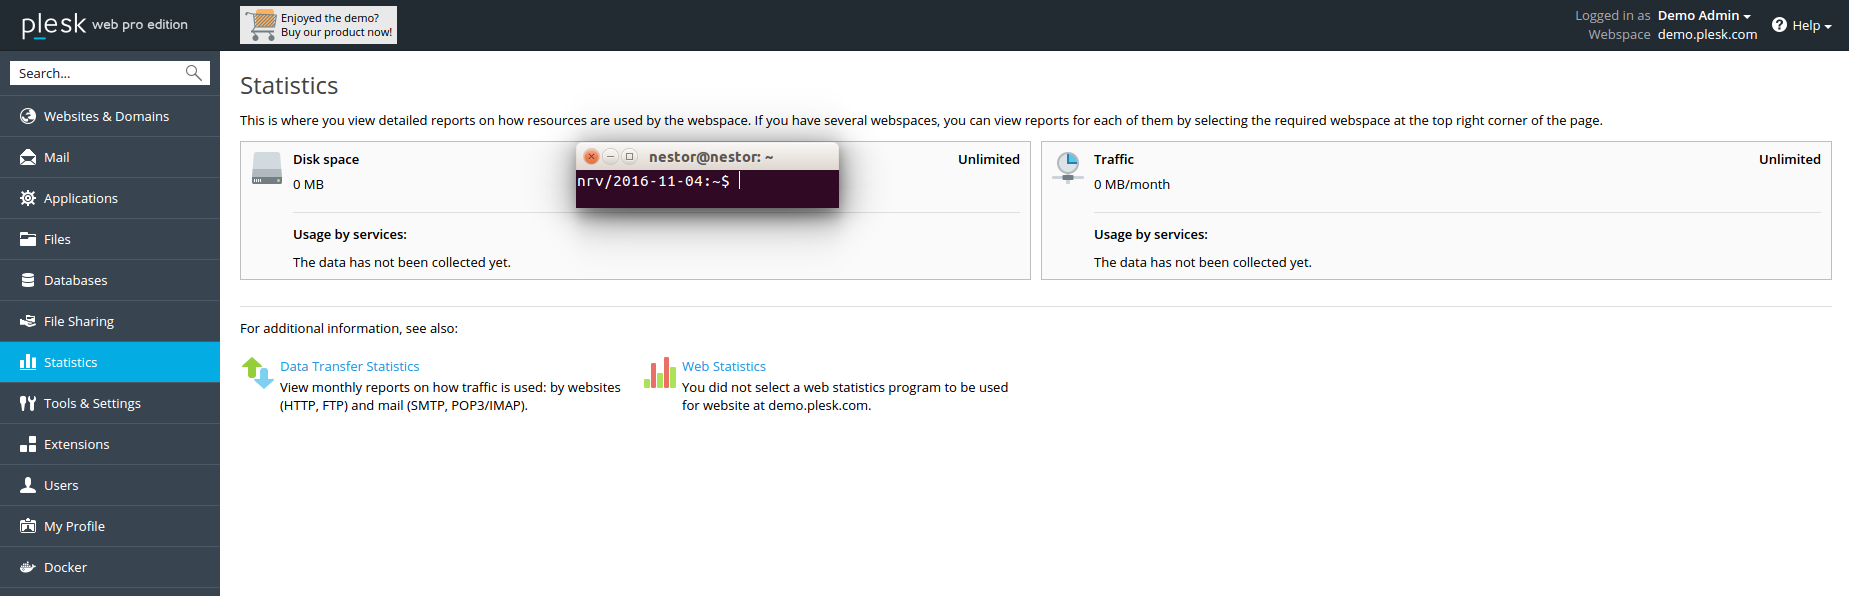 plesk web pro edition
Enjoyed the demo?
Buy our product now!
Logged in as Demo Admin
Webspace demo.plesk.com
Help
Search...
Websites & Domains
Mail
Applications
Files
Databases
File Sharing
Statistics
Tools & Settings
Extensions
Users
My Profile
Docker
Statistics
This is where you view detailed reports on how resources are used by the webspace. If you have several webspaces, you can view reports for each of them by selecting the required webspace at the top right corner of the page.
Disk space
Unlimited
0 MB
Usage by services:
The data has not been collected yet.
nestor@nestor: ~
nrv/2016-11-04:~$
Traffic
Unlimited
0 MB/month
Usage by services:
The data has not been collected yet.
For additional information, see also:
Data Transfer Statistics
View monthly reports on how traffic is used: by websites
(HTTP, FTP) and mail (SMTP, POP3/IMAP).
Web Statistics
You did not select a web statistics program to be used
for website at demo.plesk.com.